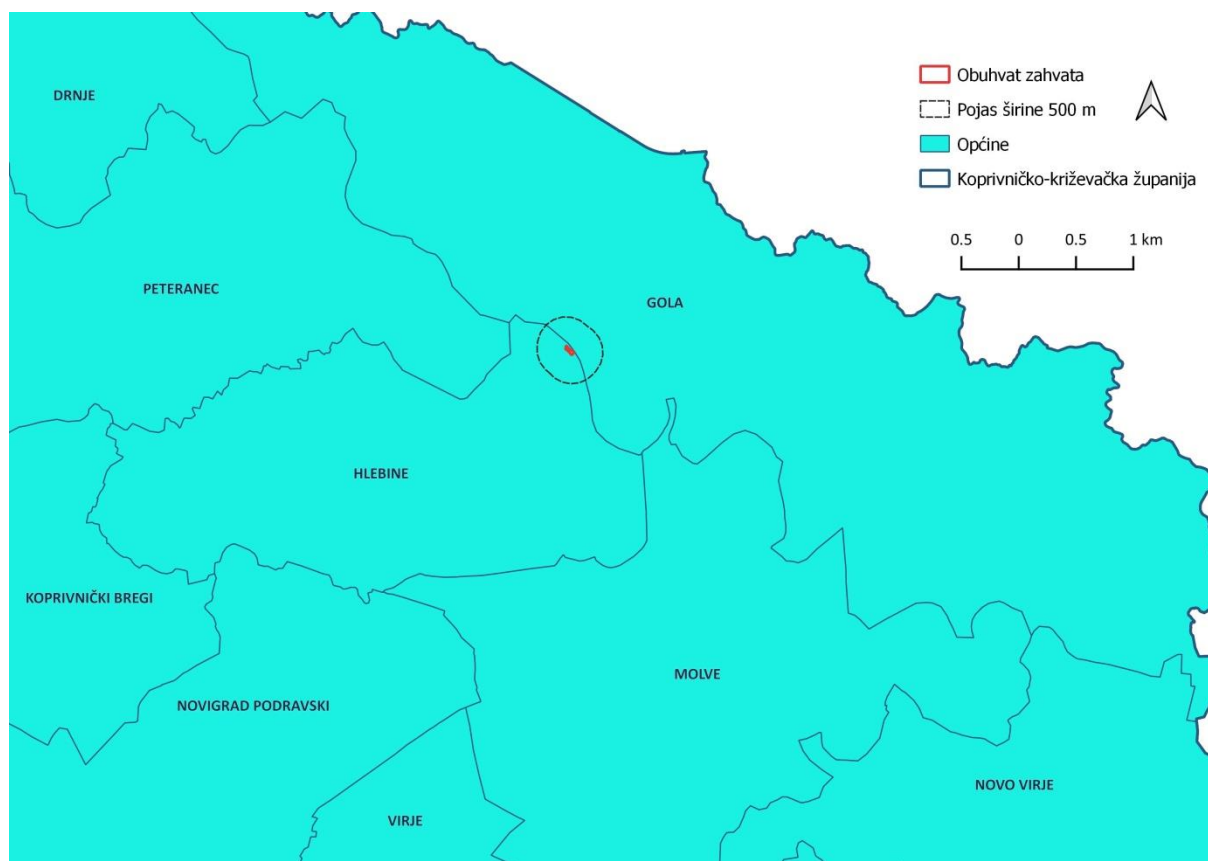 DRNJE
Obuhvat zahvata
Pojas širine 500 m
Općine
Koprivničko-križevačka županija
0.5 0 0.5 1 km
PETERANEC
GOLA
HLEBINE
KOPRIVNIČKI BREGI
MOLVE
NOVIGRAD PODRAVSKI
NOVO VIRJE
VIRJE